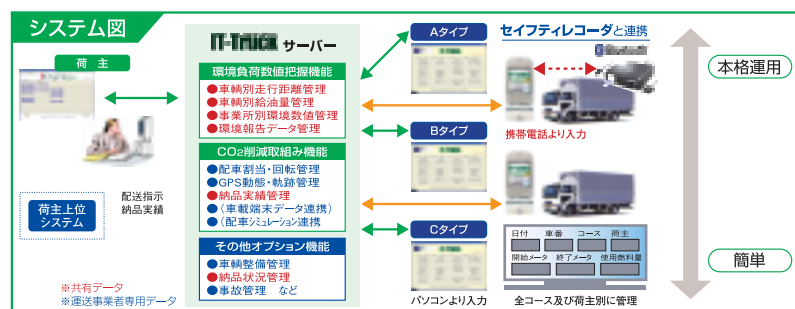 システム図
荷 主
配送指示
納品実績
荷主上位
システム
※共有データ
※運送事業者専用データ
IT-TRUCK サーバー
環境負荷数値把握機能
●車輌別走行距離管理
●車輌別給油量管理
●事業所別環境数値管理
●環境報告データ管理
CO2削減取組み機能
●配車割当・回転管理
●GPS動態・軌跡管理
●納品実績管理
●（車載端末データ連携）
●（配車シミュレーション連携
その他オプション機能
●車輌整備管理
●納品状況管理
●事故管理 など
Aタイプ
Bタイプ
Cタイプ
パソコンより入力
セイフティレコーダと連携
携帯電話より入力
日付 車番 コース 荷主
開始メータ 終了メータ 使用燃料量
全コース及び荷主別に管理
本格運用
簡単